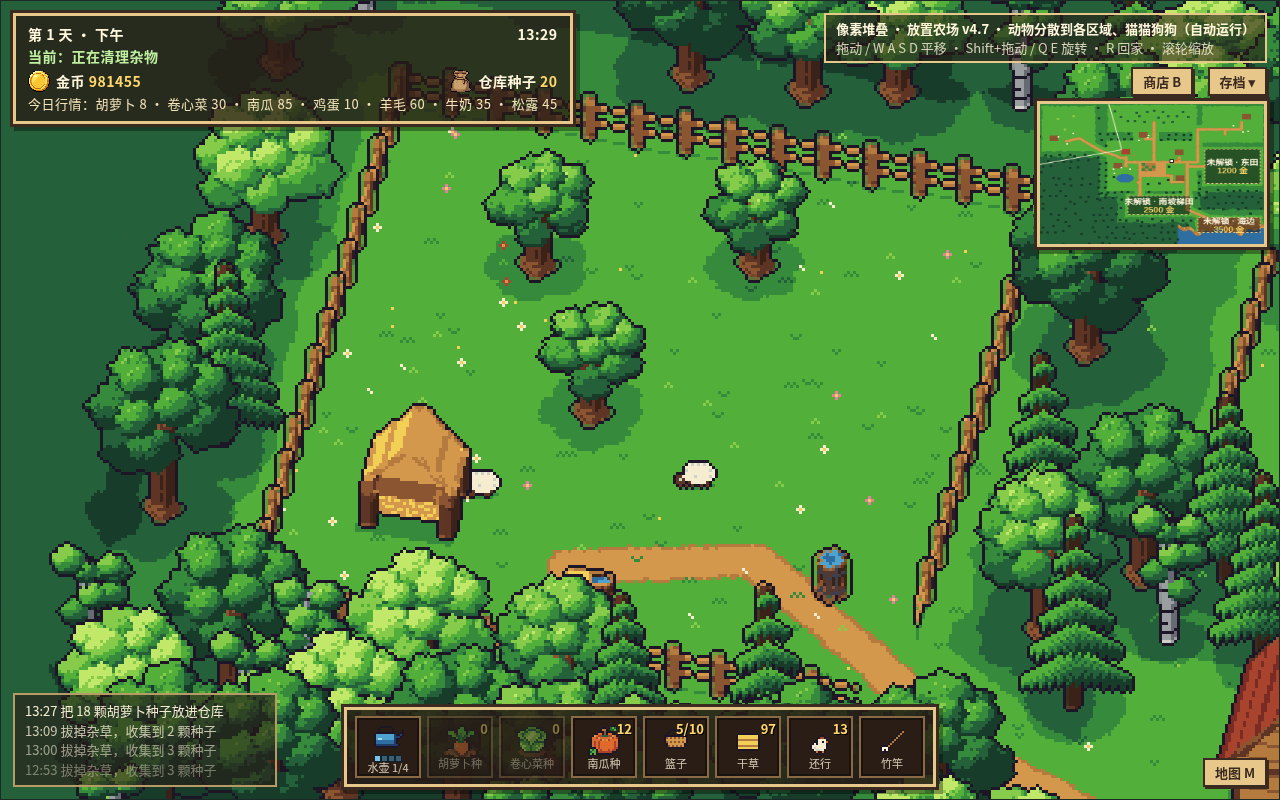 第 1 天 · 下午
13:29
当前：正在清理杂物
金币 981455
仓库种子 20
今日行情：胡萝卜 8 · 卷心菜 30 · 南瓜 85 · 鸡蛋 10 · 羊毛 60 · 牛奶 35 · 松露 45
像素堆叠 · 放置农场 v4.7 · 动物分散到各区域、猫猫狗狗（自动运行）
拖动 / W A S D 平移 · Shift+拖动 / Q E 旋转 · R 回家 · 滚轮缩放
商店 B
存档 ▾
未解锁 · 东田
1200 金
未解锁 · 南坡梯田
2500 金
未解锁 · 海边
3500 金
13:27 把 18 颗胡萝卜种子放进仓库
13:09 拔掉杂草，收集到 2 颗种子
13:00 拔掉杂草，收集到 3 颗种子
12:53 拔掉杂草，收集到 3 颗种子
水壶 1/4
0
胡萝卜种
0
卷心菜种
12
南瓜种
5/10
篮子
97
干草
13
还行
竹竿
地图 M